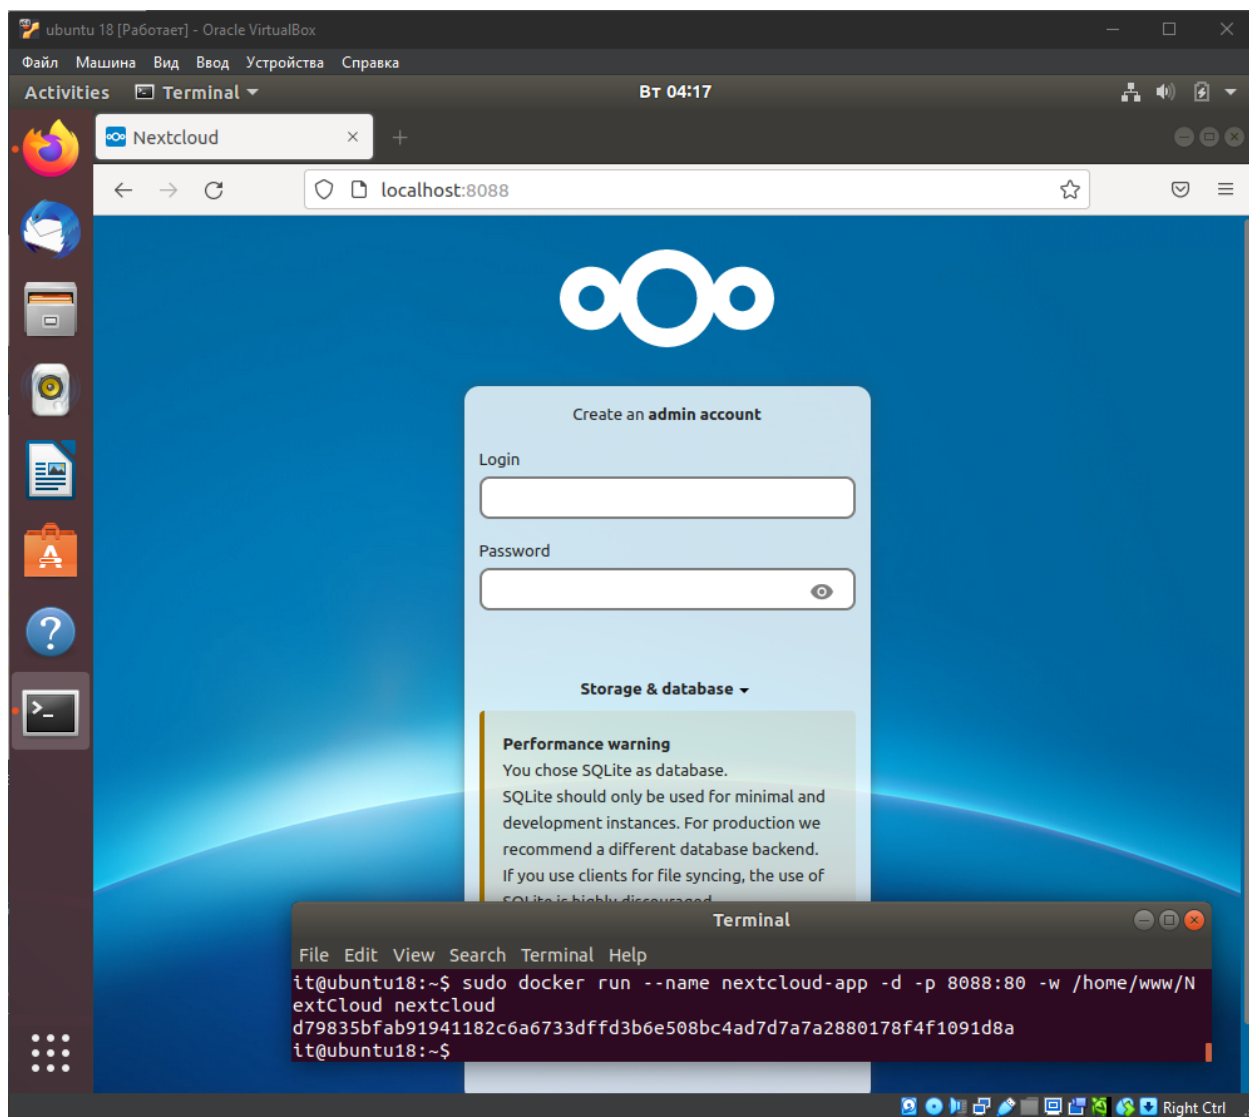 ubuntu 18 [Работает] - Oracle VirtualBox
Файл Машина Вид Ввод Устройства Справка
Activities Terminal Вт 04:17
Nextcloud
localhost:8088
Create an admin account
Login
Password
Storage & database
Performance warning
You chose SQLite as database.
SQLite should only be used for minimal and
development instances. For production we
recommend a different database backend.
If you use clients for file syncing, the use of
SQLite is highly discouraged.
Terminal
File Edit View Search Terminal Help
it@ubuntu18:~$ sudo docker run --name nextcloud-app -d -p 8088:80 -w /home/www/N
extCloud nextcloud
d79835bfab91941182c6a6733dffd3b6e508bc4ad7d7a7a2880178f4f1091d8a
it@ubuntu18:~$
Right Ctrl